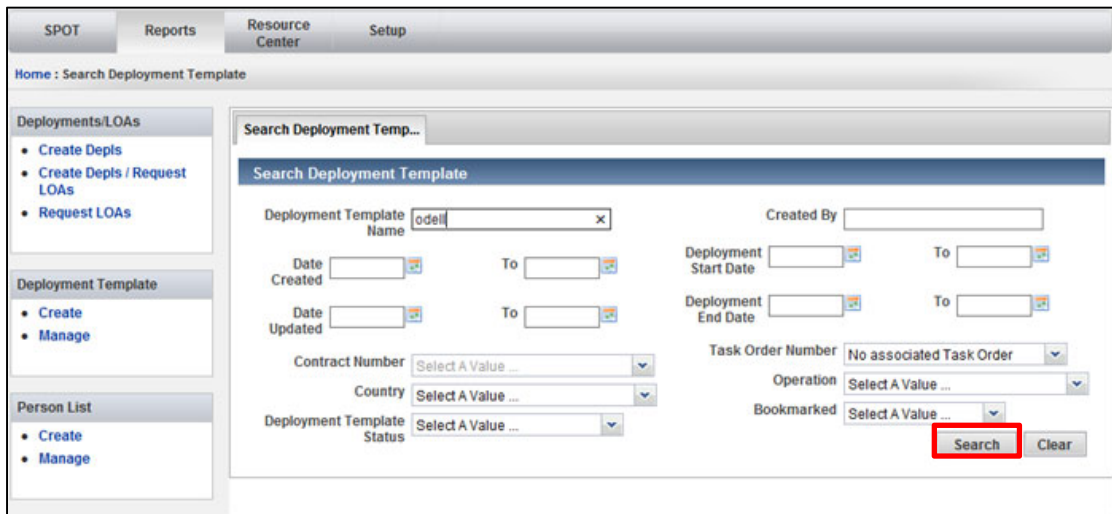 SPOT Reports Resource Center Setup
Home : Search Deployment Template
Deployments/LOAs
• Create Depls
• Create Depls / Request
LOAs
• Request LOAs
Deployment Template
• Create
• Manage
Person List
• Create
• Manage
Search Deployment Temp...
Search Deployment Template
Deployment Template Name odell × Created By
Date Created To Deployment Start Date To
Date Updated To Deployment End Date To
Contract Number Select A Value ... Task Order Number No associated Task Order
Country Select A Value ... Operation Select A Value ...
Deployment Template Status Select A Value ... Bookmarked Select A Value ...
Search Clear